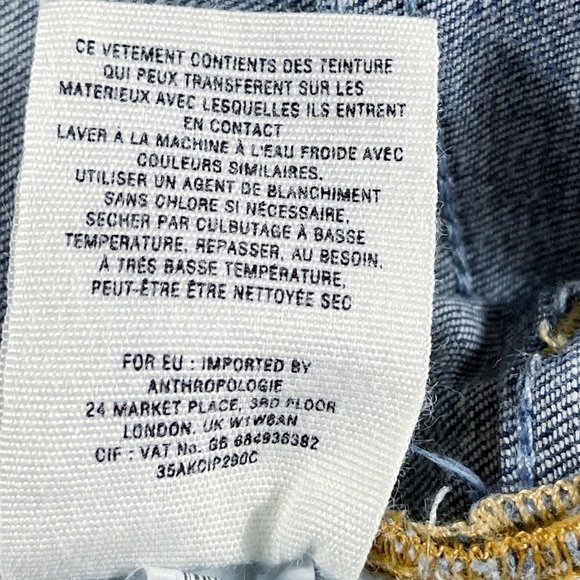 CE VETEMENT CONTIENTS DES TEINTURE
QUI PEUX TRANSFERENT SUR LES
MATERIEUX AVEC LESQUELLES ILS ENTRENT
EN CONTACT
LAVER A LA MACHINE À L'EAU FROIDE AVEC
COULEURS SIMILAIRES.
UTILISER UN AGENT DE BLANCHIMENT
SANS CHLORE SI NÉCESSAIRE,
SECHER PAR CULBUTAGE À BASSE
TEMPÉRATURE, REPASSER, AU BESOIN,
À TRÈS BASSE TEMPÉRATURE,
PEUT-ÊTRE ÊTRE NETTOYÉE SEC
FOR EU : IMPORTED BY
ANTHROPOLOGIE
24 MARKET PLACE, 3RD FLOOR
LONDON, UK W1W8AN
CIF : VAT No. GB 684936382
35AKCIP290C